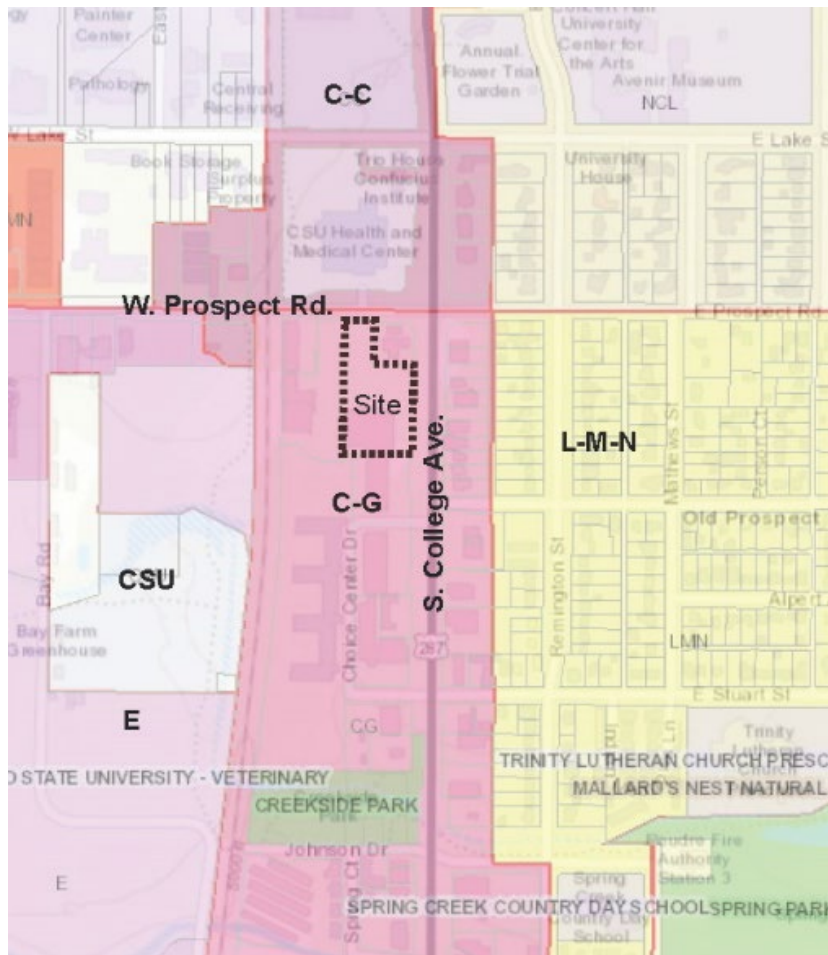 Painter
Center
East
Pathology
Central
Receiving
C-C
Annual
Flower Trial
Garden
University
Center for
the Arts
Avenir Museum
NCL
Lake St
E Lake S
Book Storage
Surplus
Property
Trio House
Confucius
Institute
University
House
CSU Health and
Medical Center
MN
W. Prospect Rd.
E Prospect Rd
Site
S. College Ave.
L-M-N
C-G
Mathews St
Person Ct
Old Prospect
CSU
Bay Rd
Choice Center Dr
Remington St
Alpert
Bay Farm
Greenhouse
287
LMN
E Stuart St
E
CG
Trinity
Lutheran
Church
TRINITY LUTHERAN CHURCH PRESC
O STATE UNIVERSITY - VETERINARY
MALLARD'S NEST NATURAL
CREEKSIDE PARK
Johnson Dr
Poudre Fire
Authority
Station 3
E
Spring Ct
Spring
Creek
Country Day
School
SPRING CREEK COUNTRY DAY SCHOOL
SPRING PARK